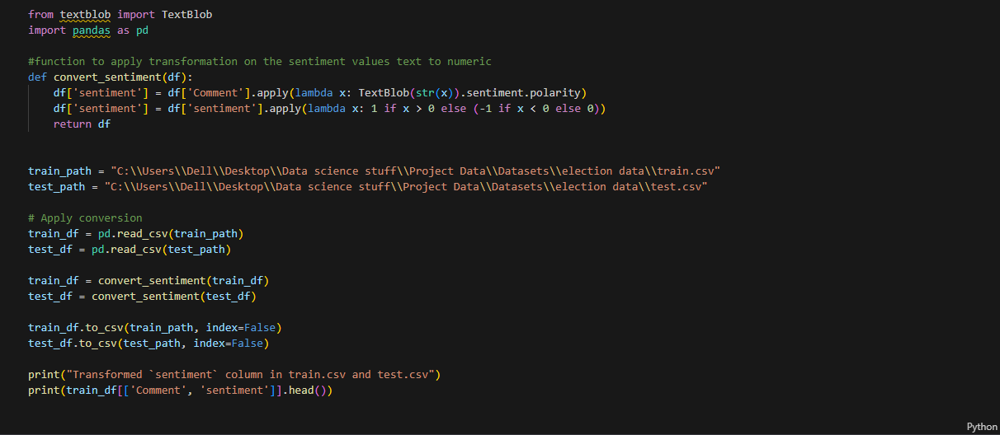 from textblob import TextBlob
import pandas as pd
#function to apply transformation on the sentiment values text to numeric
def convert_sentiment(df):
    df['sentiment'] = df['Comment'].apply(lambda x: TextBlob(str(x)).sentiment.polarity)
    df['sentiment'] = df['sentiment'].apply(lambda x: 1 if x > 0 else (-1 if x < 0 else 0))
    return df
train_path = "C:\\Users\\Dell\\Desktop\\Data science stuff\\Project Data\\Datasets\\election data\\train.csv"
test_path = "C:\\Users\\Dell\\Desktop\\Data science stuff\\Project Data\\Datasets\\election data\\test.csv"
# Apply conversion
train_df = pd.read_csv(train_path)
test_df = pd.read_csv(test_path)
train_df = convert_sentiment(train_df)
test_df = convert_sentiment(test_df)
train_df.to_csv(train_path, index=False)
test_df.to_csv(test_path, index=False)
print("Transformed `sentiment` column in train.csv and test.csv")
print(train_df[['Comment', 'sentiment']].head())
Python